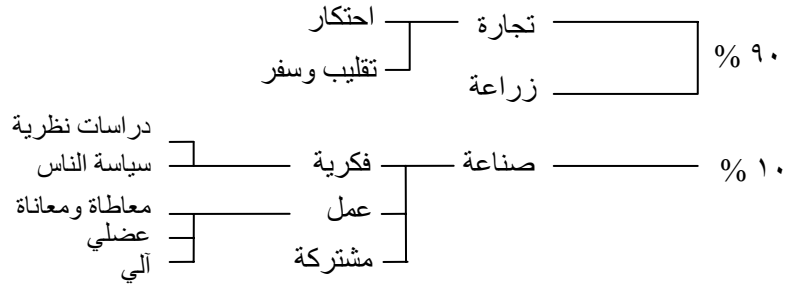 % ٩٠ تجارة احتكار
تقليب وسفر
زراعة
% ١٠ صناعة فكرية دراسات نظرية
سياسة الناس
عمل معاطاة ومعاناة
عضلي
آلي
مشتركة